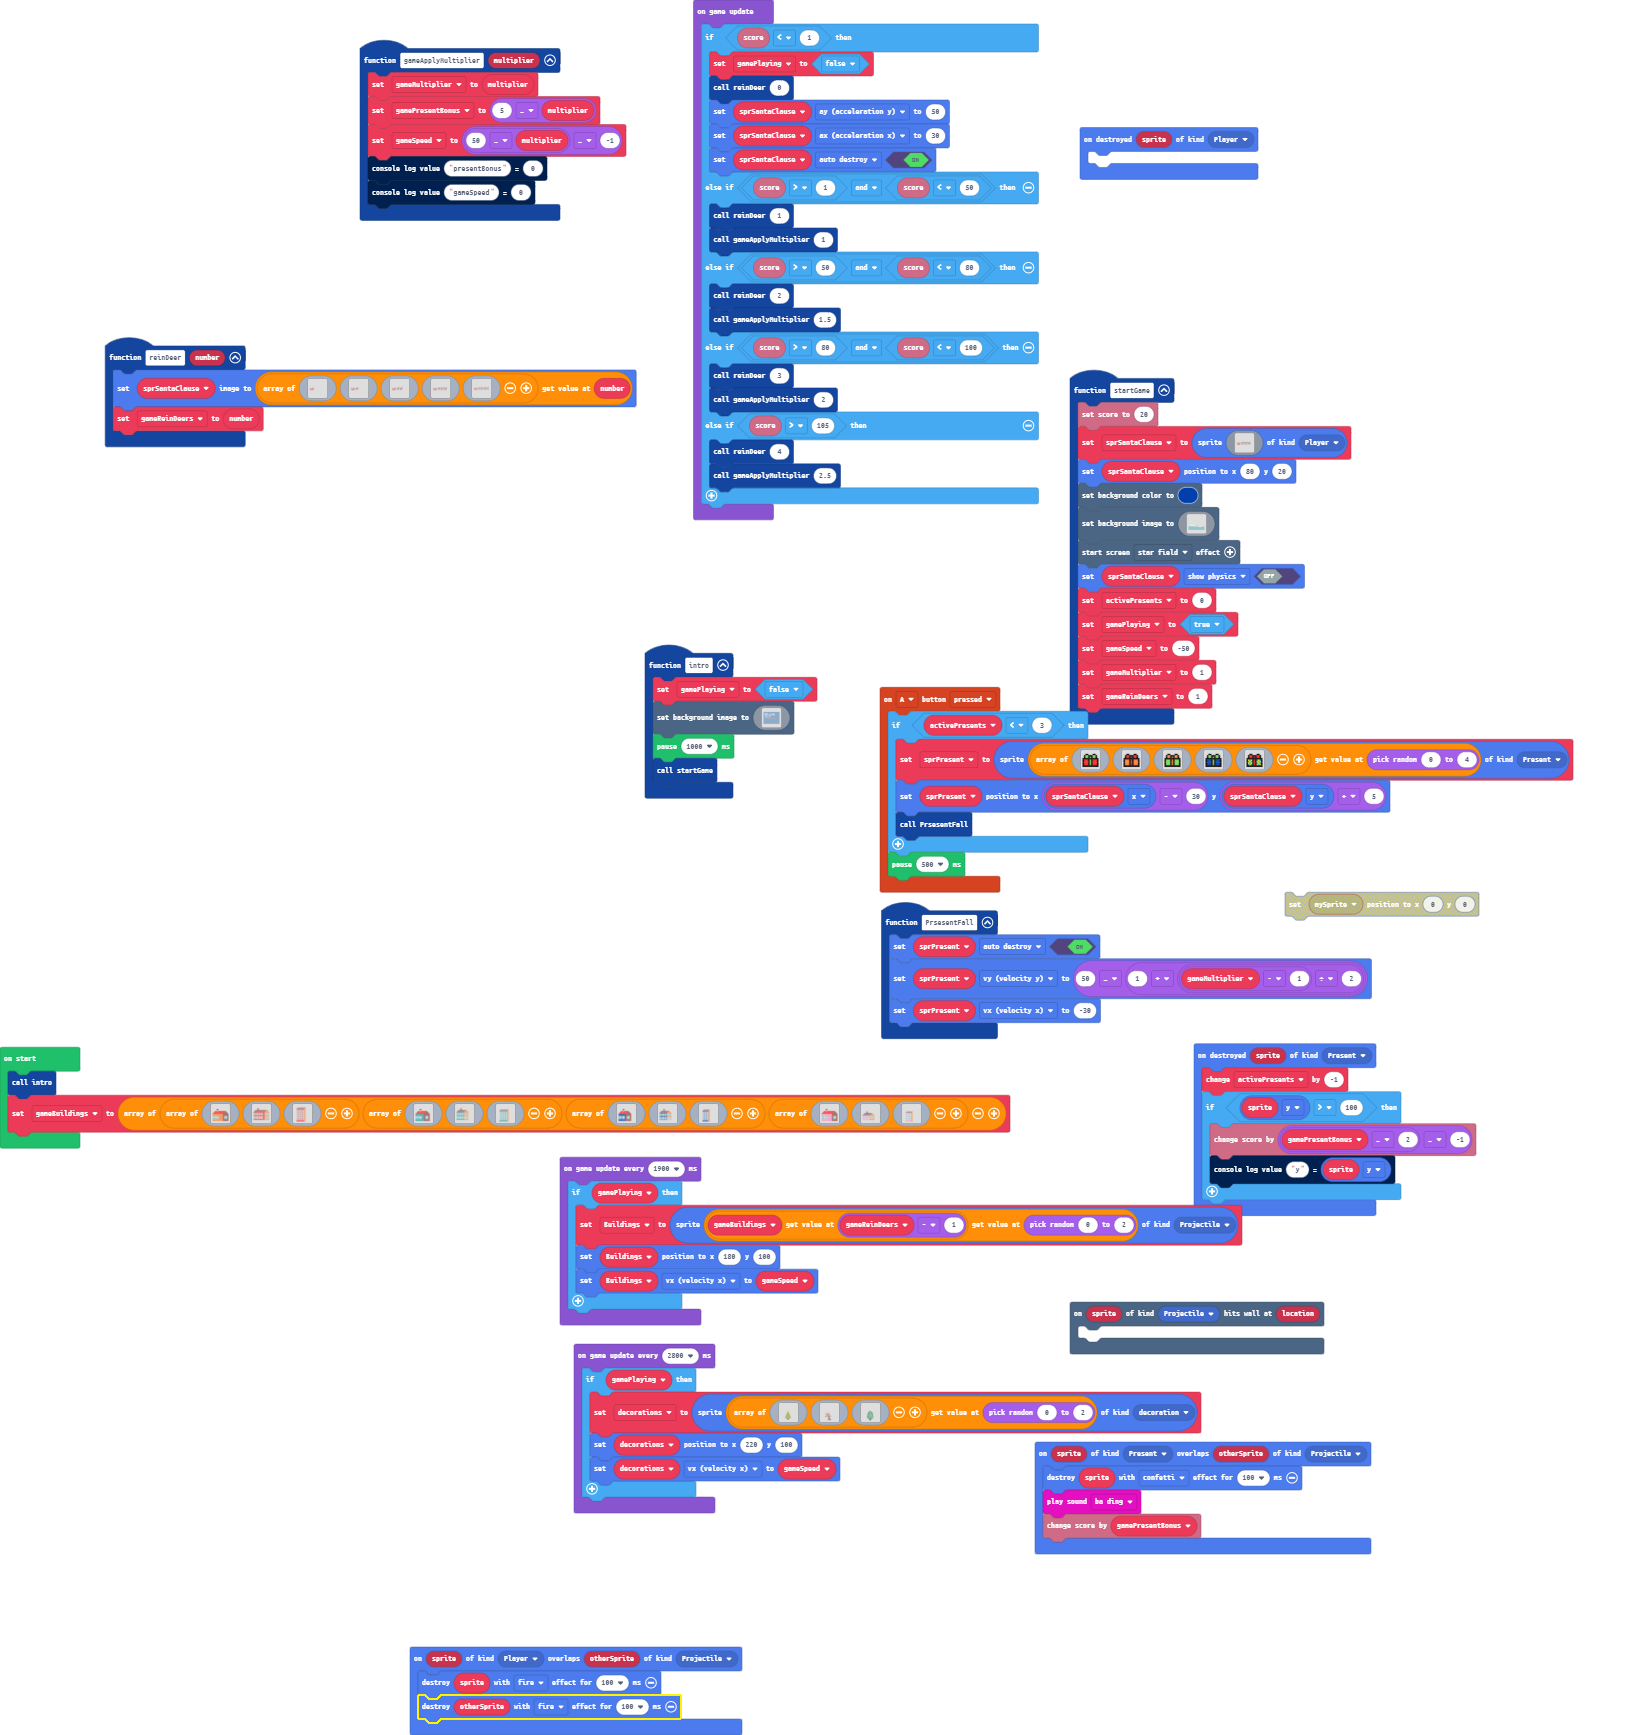 on game update
if score < 1 then
set gamePlaying to false
call reinDeer 0
set sprSantaClause ay (acceleration y) to 50
set sprSantaClause ax (acceleration x) to 30
set sprSantaClause auto destroy ON
else if score > 1 and score < 50 then
call reinDeer 1
call gameApplyMultiplier 1
else if score > 50 and score < 80 then
call reinDeer 2
call gameApplyMultiplier 1.5
else if score > 80 and score < 100 then
call reinDeer 3
call gameApplyMultiplier 2
else if score > 105 then
call reinDeer 4
call gameApplyMultiplier 2.5
function gameApplyMultiplier multiplier
set gameMultiplier to multiplier
set gamePresentBonus to 5 multiplier
set gameSpeed to 50 multiplier -1
console log value "presentBonus" = 0
console log value "gameSpeed" = 0
on destroyed sprite of kind Player
function reinDeer number
set sprSantaClause image to array of get value at number
set gameReinDeers to number
function startGame
set score to 20
set sprSantaClause to sprite of kind Player
set sprSantaClause position to x 80 y 20
set background color to
set background image to
start screen star field effect
set sprSantaClause show physics OFF
set activePresents to 0
set gamePlaying to true
set gameSpeed to -50
set gameMultiplier to 1
set gameReinDeers to 1
function intro
set gamePlaying to false
set background image to
pause 1000 ms
call startGame
on A button pressed
if activePresents < 3 then
set sprPresent to sprite array of get value at pick random 0 to 4 of kind Present
set sprPresent position to x sprSantaClause x - 30 y sprSantaClause y + 5
call PrsesentFall
pause 500 ms
set mySprite position to x 0 y 0
function PrsesentFall
set sprPresent auto destroy ON
set sprPresent vy (velocity y) to 50 1 + gameMultiplier - 1 ÷ 2
set sprPresent vx (velocity x) to -30
on start
call intro
set gameBuildings to array of array of array of array of array of
on destroyed sprite of kind Present
change activePresents by -1
if sprite y > 100 then
change score by gamePresentBonus 2 -1
console log value "y" = sprite y
on game update every 1900 ms
if gamePlaying then
set Buildings to sprite gameBuildings get value at gameReinDeers - 1 get value at pick random 0 to 2 of kind Projectile
set Buildings position to x 180 y 100
set Buildings vx (velocity x) to gameSpeed
on sprite of kind Projectile hits wall at location
on game update every 2800 ms
if gamePlaying then
set decorations to sprite array of get value at pick random 0 to 2 of kind decoration
set decorations position to x 220 y 100
set decorations vx (velocity x) to gameSpeed
on sprite of kind Present overlaps otherSprite of kind Projectile
destroy sprite with confetti effect for 100 ms
play sound ba ding
change score by gamePresentBonus
on sprite of kind Player overlaps otherSprite of kind Projectile
destroy sprite with fire effect for 100 ms
destroy otherSprite with fire effect for 100 ms